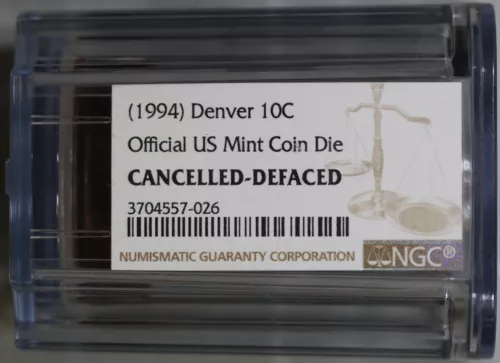 (1994) Denver 10C
Official US Mint Coin Die
CANCELLED-DEFACED
3704557-026
NUMISMATIC GUARANTY CORPORATION NGC®